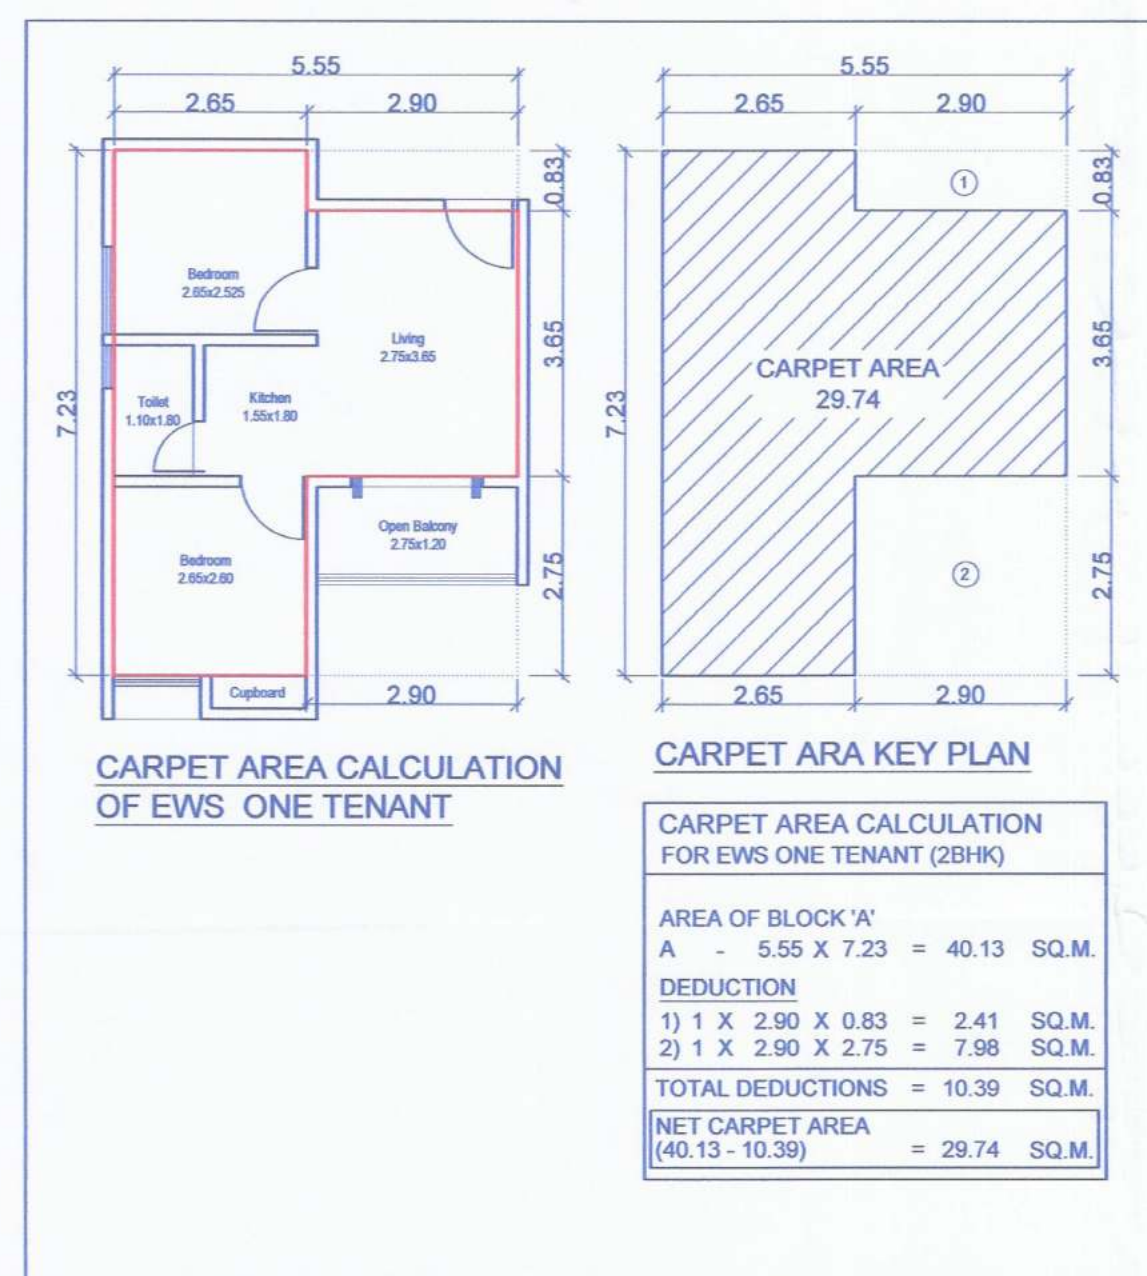 5.55
2.65 2.90
0.83
Bedroom
2.65x2.525
Living
2.75x3.65
3.65
7.23
Toilet
1.10x1.80
Kitchen
1.55x1.80
Open Balcony
2.75x1.20
Bedroom
2.65x2.60
2.75
Cupboard
2.90
CARPET AREA CALCULATION
OF EWS ONE TENANT
5.55
2.65 2.90
0.83
1
3.65
CARPET AREA
29.74
7.23
2
2.75
2.65 2.90
CARPET ARA KEY PLAN
CARPET AREA CALCULATION
FOR EWS ONE TENANT (2BHK)
AREA OF BLOCK 'A'
A - 5.55 X 7.23 = 40.13 SQ.M.
DEDUCTION
1) 1 X 2.90 X 0.83 = 2.41 SQ.M.
2) 1 X 2.90 X 2.75 = 7.98 SQ.M.
TOTAL DEDUCTIONS = 10.39 SQ.M.
NET CARPET AREA
(40.13 - 10.39) = 29.74 SQ.M.